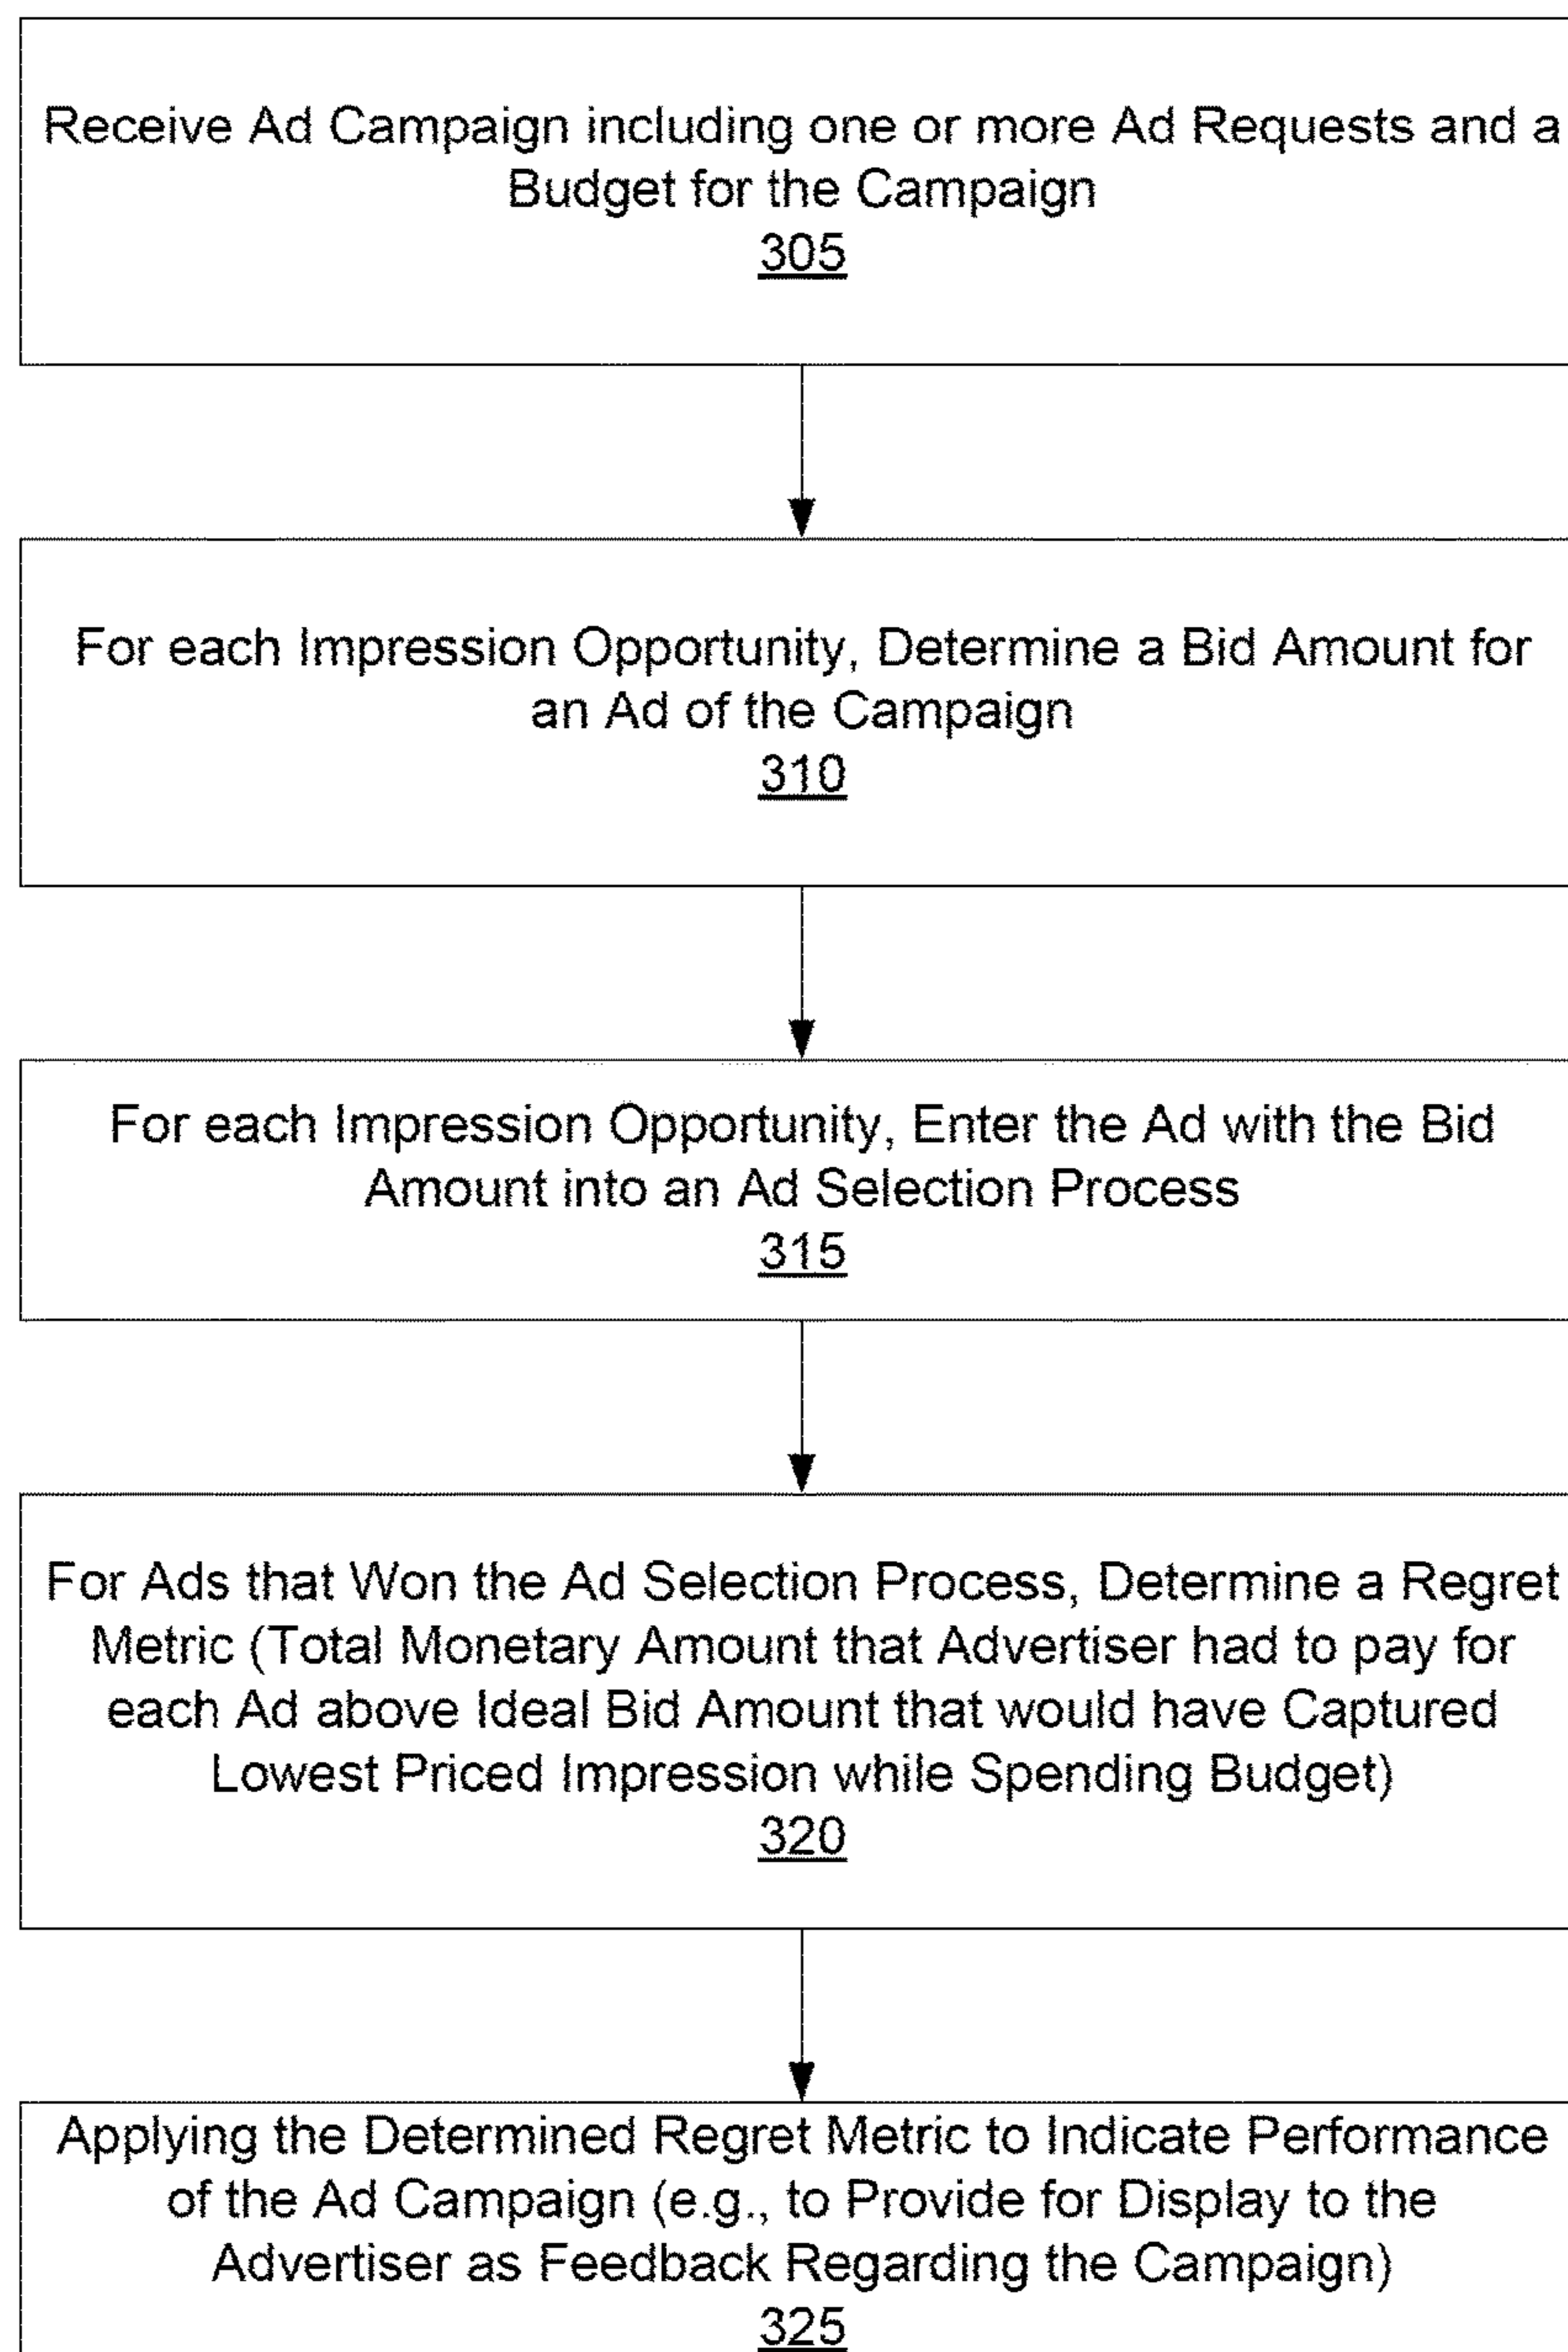 Receive Ad Campaign including one or more Ad Requests and a
Budget for the Campaign
305
For each Impression Opportunity, Determine a Bid Amount for
an Ad of the Campaign
310
For each Impression Opportunity, Enter the Ad with the Bid
Amount into an Ad Selection Process
315
For Ads that Won the Ad Selection Process, Determine a Regret
Metric (Total Monetary Amount that Advertiser had to pay for
each Ad above Ideal Bid Amount that would have Captured
Lowest Priced Impression while Spending Budget)
320
Applying the Determined Regret Metric to Indicate Performance
of the Ad Campaign (e.g., to Provide for Display to the
Advertiser as Feedback Regarding the Campaign)
325